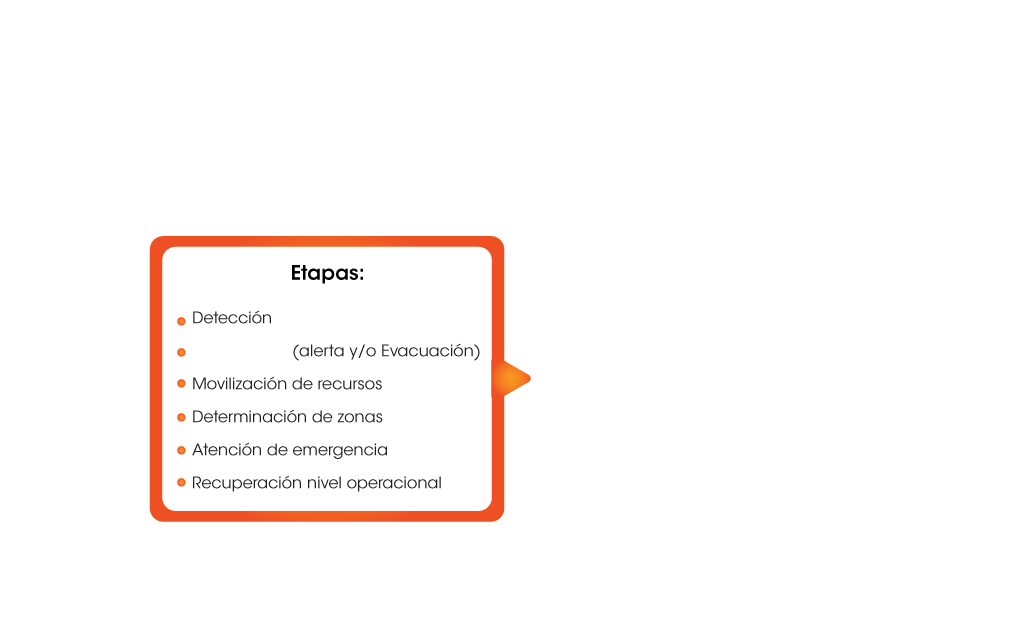 Etapas:
Detección
(alerta y/o Evacuación)
Movilización de recursos
Determinación de zonas
Atención de emergencia
Recuperación nivel operacional